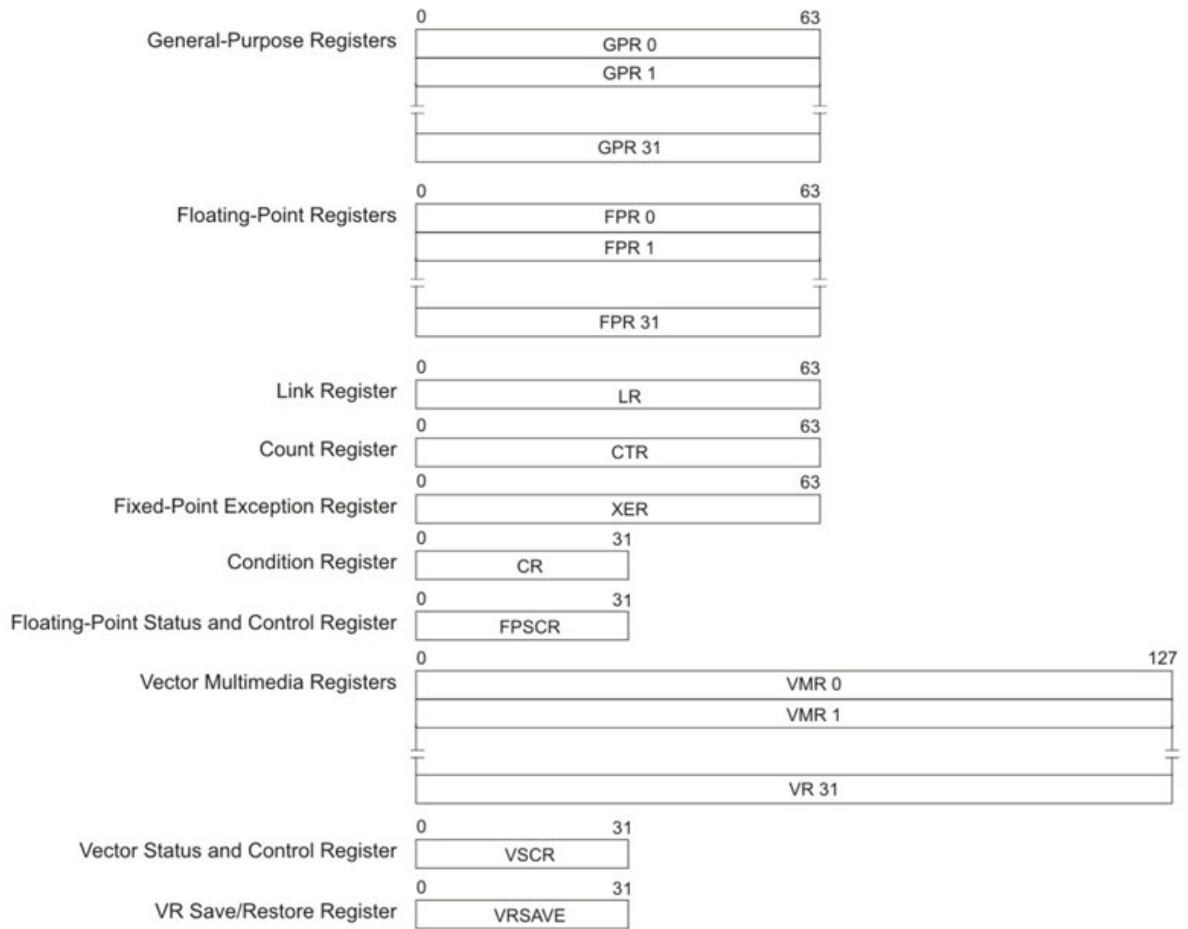 0 63
General-Purpose Registers GPR 0
GPR 1
GPR 31
0 63
Floating-Point Registers FPR 0
FPR 1
FPR 31
0 63
Link Register LR
0 63
Count Register CTR
0 63
Fixed-Point Exception Register XER
0 31
Condition Register CR
0 31
Floating-Point Status and Control Register FPSCR
0 127
Vector Multimedia Registers VMR 0
VMR 1
VR 31
0 31
Vector Status and Control Register VSCR
0 31
VR Save/Restore Register VRSAVE